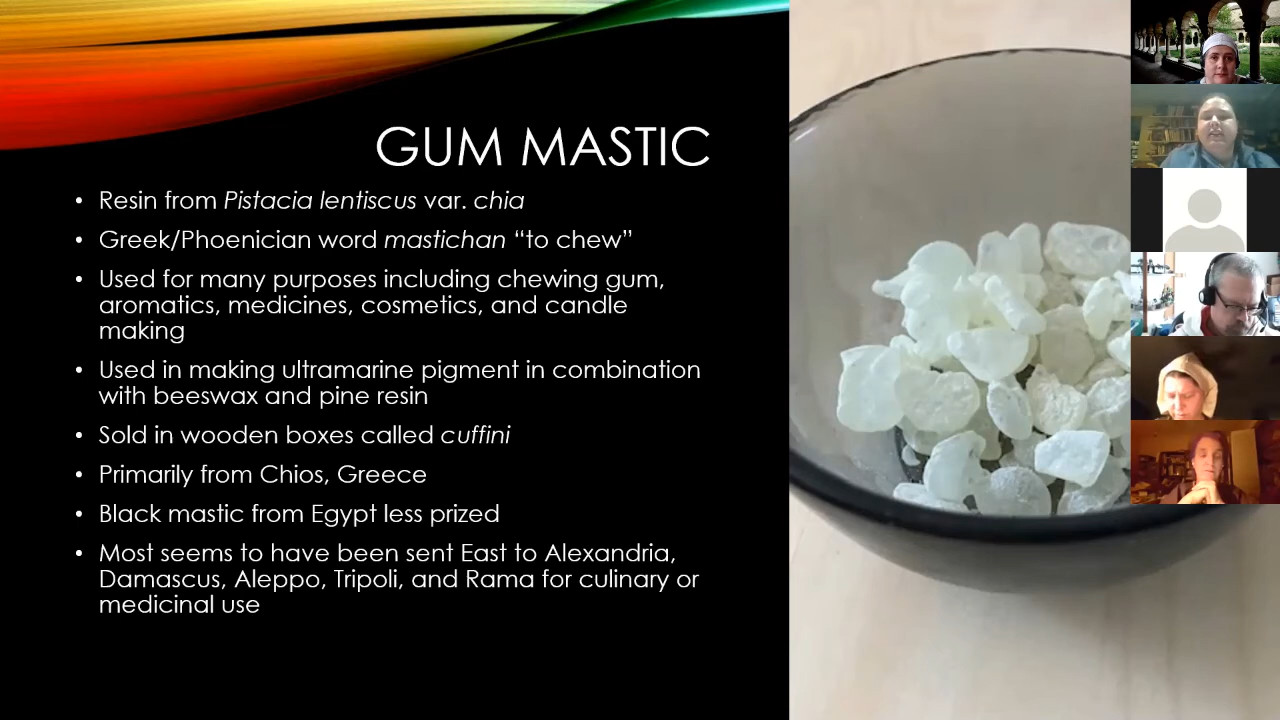 GUM MASTIC
• Resin from Pistacia lentiscus var. chia
• Greek/Phoenician word mastichan “to chew”
• Used for many purposes including chewing gum,
aromatics, medicines, cosmetics, and candle
making
• Used in making ultramarine pigment in combination
with beeswax and pine resin
• Sold in wooden boxes called cuffini
• Primarily from Chios, Greece
• Black mastic from Egypt less prized
• Most seems to have been sent East to Alexandria,
Damascus, Aleppo, Tripoli, and Rama for culinary or
medicinal use